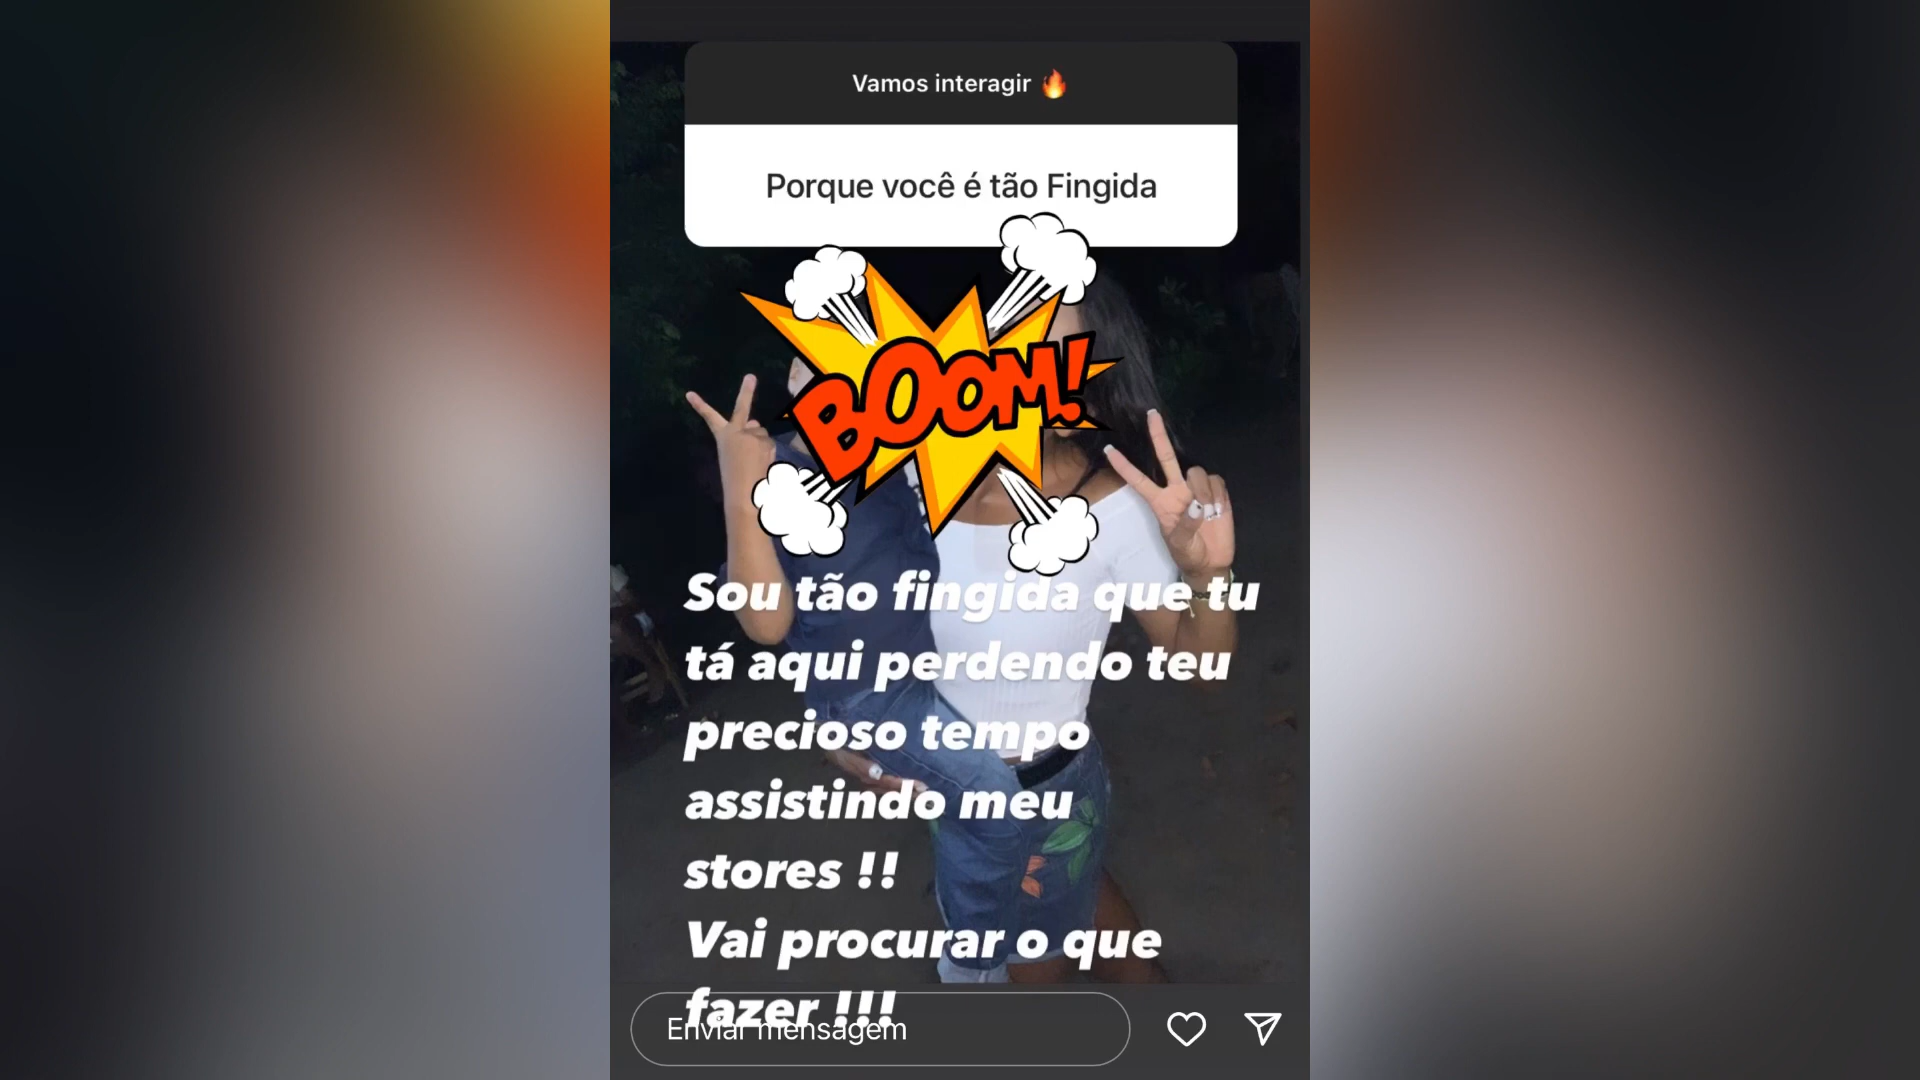 Vamos interagir 🔥
Porque você é tão Fingida
BOOM!
Sou tão fingida que tu
tá aqui perdendo teu
precioso tempo
assistindo meu
stores !!
Vai procurar o que
fazer !!!
Enviar mensagem